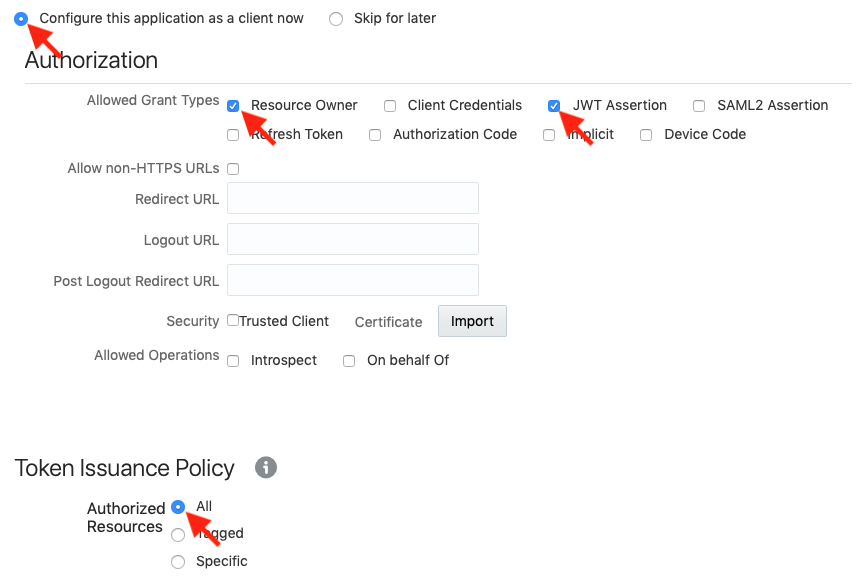 Configure this application as a client now Skip for later
Authorization
Allowed Grant Types Resource Owner Client Credentials JWT Assertion SAML2 Assertion
Refresh Token Authorization Code Implicit Device Code
Allow non-HTTPS URLs
Redirect URL
Logout URL
Post Logout Redirect URL
Security Trusted Client Certificate Import
Allowed Operations Introspect On behalf Of
Token Issuance Policy
Authorized All
Resources
Tagged
Specific